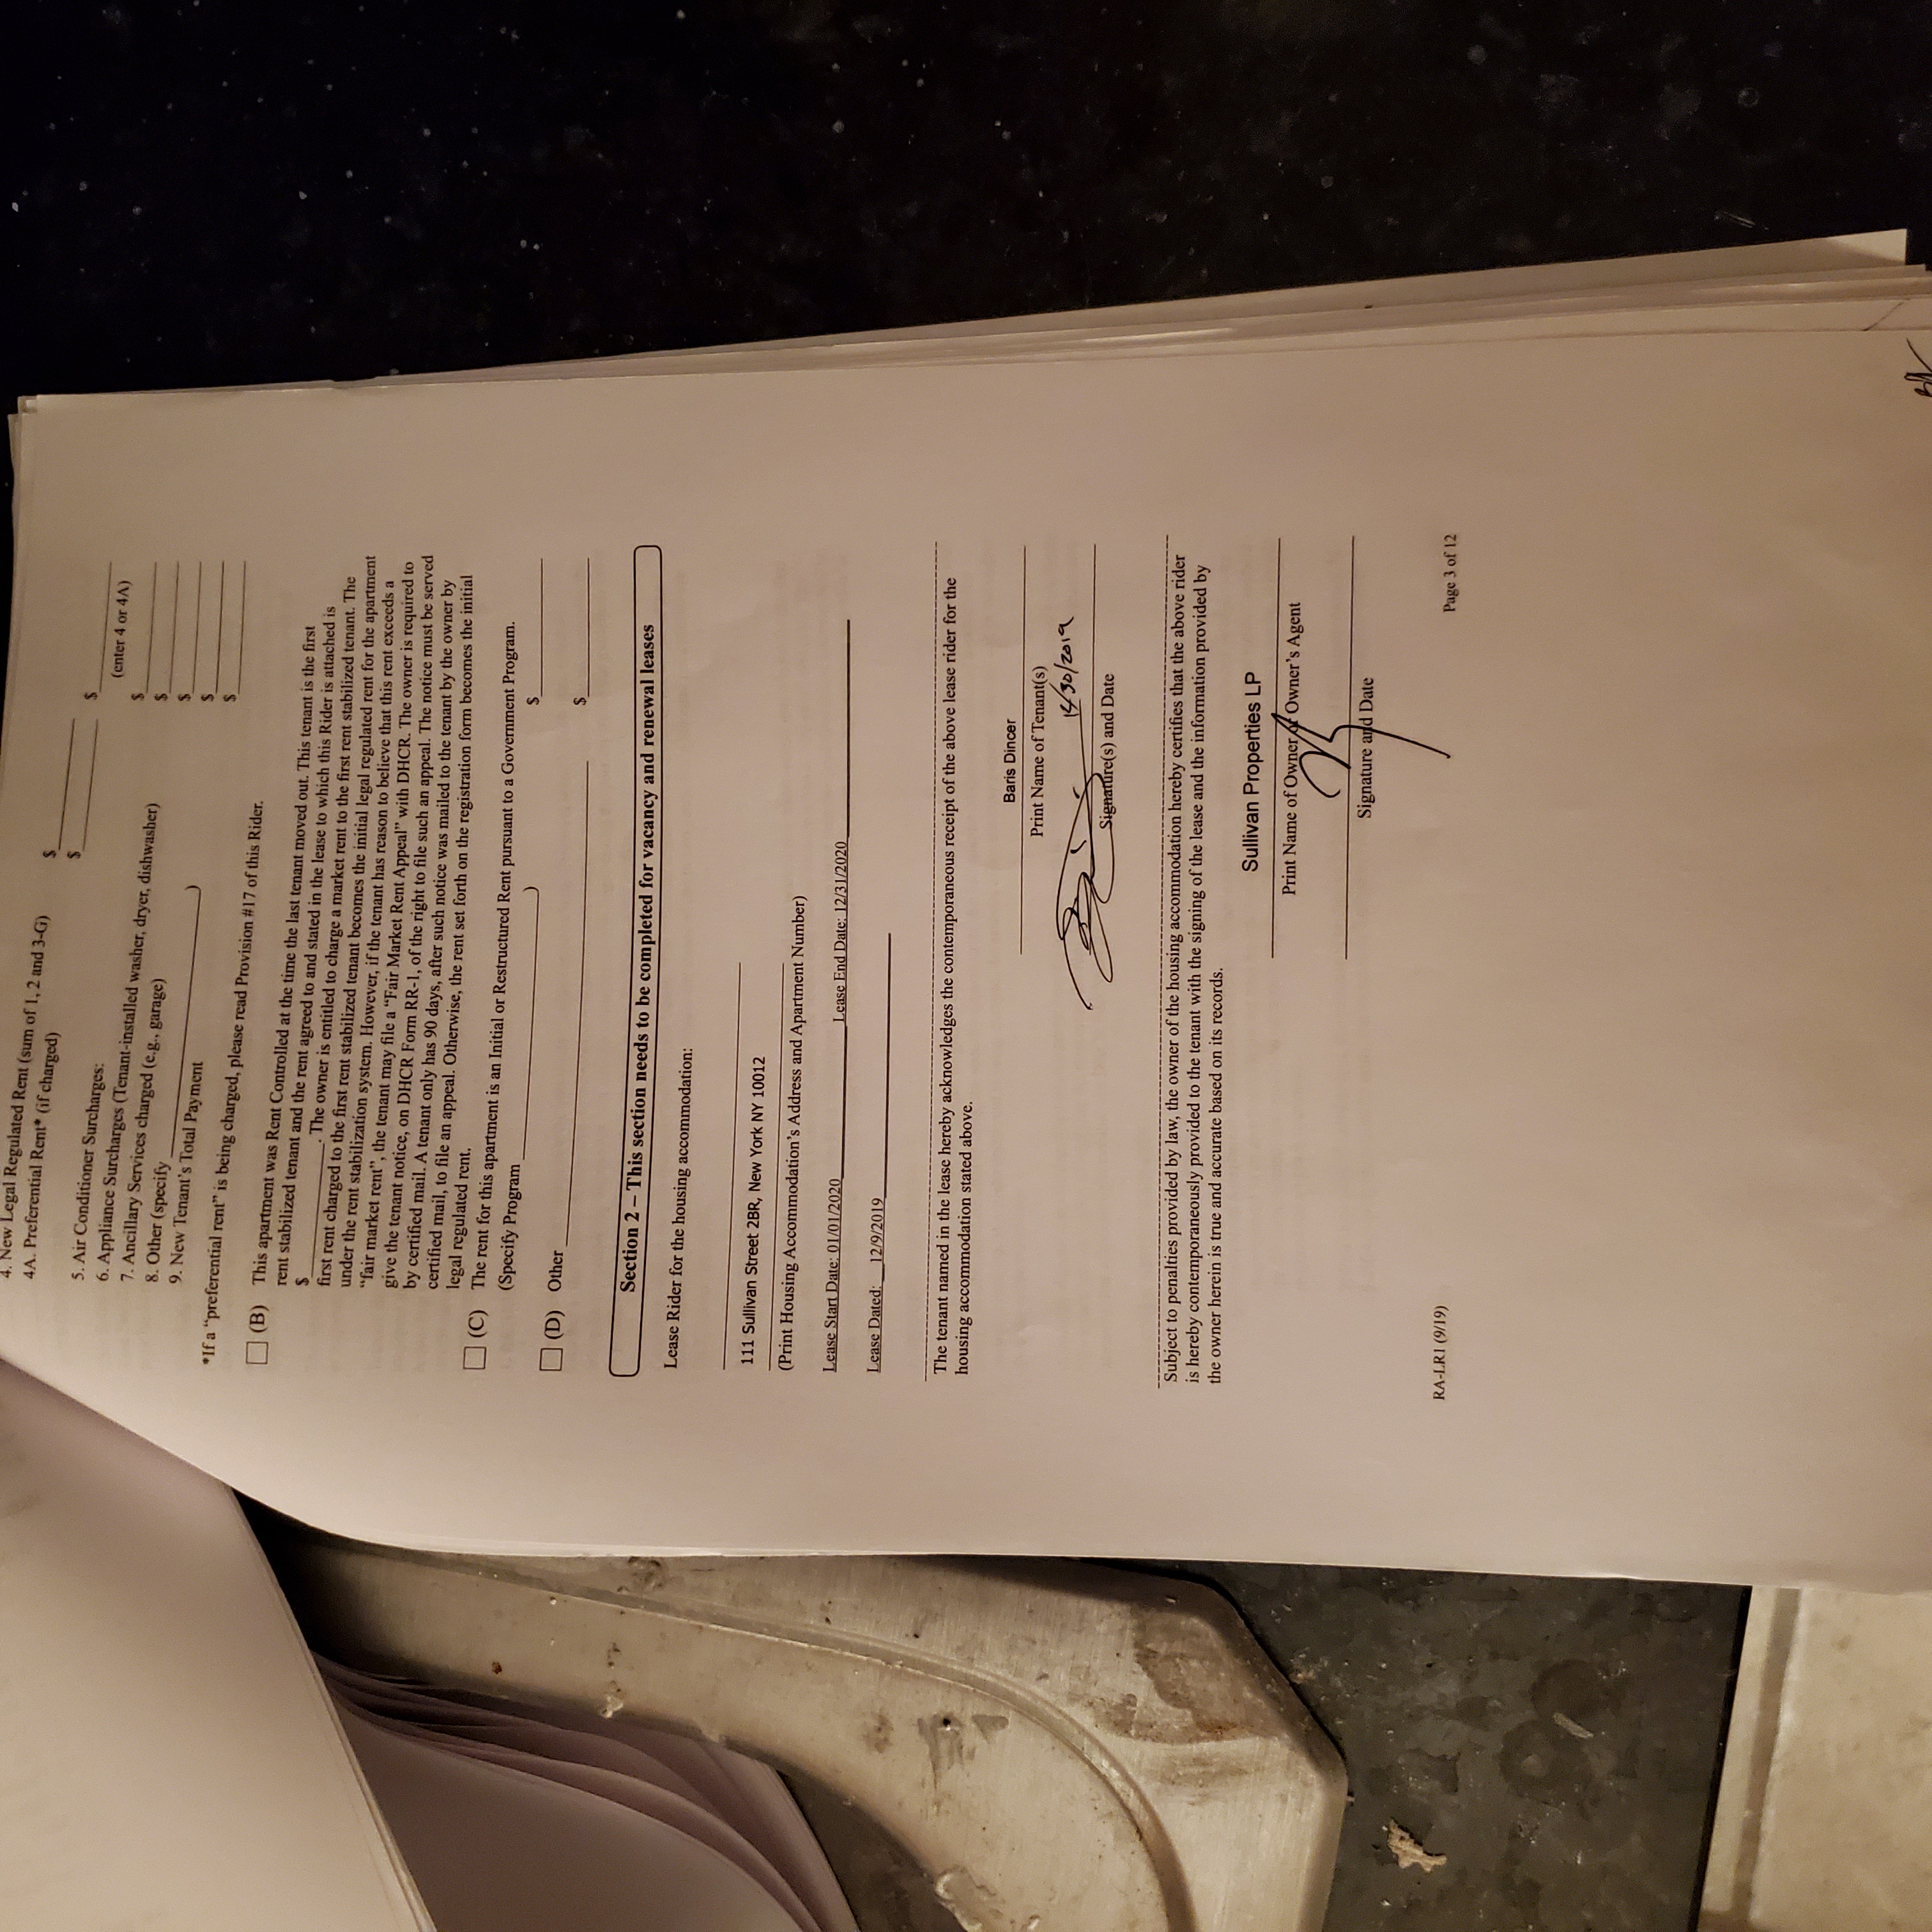 4. New Legal Regulated Rent (sum of 1, 2 and 3-G) $
4A. Preferential Rent* (if charged) $ $
(enter 4 or 4A)
5. Air Conditioner Surcharges: $
6. Appliance Surcharges (Tenant-installed washer, dryer, dishwasher) $
7. Ancillary Services charged (e.g., garage) $
8. Other (specify ) $
9. New Tenant's Total Payment $
*If a “preferential rent” is being charged, please read Provision #17 of this Rider.
(B) This apartment was Rent Controlled at the time the last tenant moved out. This tenant is the first
rent stabilized tenant and the rent agreed to and stated in the lease to which this Rider is attached is
$ . The owner is entitled to charge a market rent to the first rent stabilized tenant. The
first rent charged to the first rent stabilized tenant becomes the initial legal regulated rent for the apartment
under the rent stabilization system. However, if the tenant has reason to believe that this rent exceeds a
“fair market rent”, the tenant may file a “Fair Market Rent Appeal” with DHCR. The owner is required to
give the tenant notice, on DHCR Form RR-1, of the right to file such an appeal. The notice must be served
by certified mail. A tenant only has 90 days, after such notice was mailed to the tenant by the owner by
certified mail, to file an appeal. Otherwise, the rent set forth on the registration form becomes the initial
legal regulated rent.
(C) The rent for this apartment is an Initial or Restructured Rent pursuant to a Government Program.
(Specify Program ) $
(D) Other $
Section 2 – This section needs to be completed for vacancy and renewal leases
Lease Rider for the housing accommodation:
111 Sullivan Street 2BR, New York NY 10012
(Print Housing Accommodation's Address and Apartment Number)
Lease Start Date: 01/01/2020 Lease End Date: 12/31/2020
Lease Dated: 12/9/2019
The tenant named in the lease hereby acknowledges the contemporaneous receipt of the above lease rider for the
housing accommodation stated above.
Baris Dincer
Print Name of Tenant(s)
/30/2019
Signature(s) and Date
Subject to penalties provided by law, the owner of the housing accommodation hereby certifies that the above rider
is hereby contemporaneously provided to the tenant with the signing of the lease and the information provided by
the owner herein is true and accurate based on its records.
Sullivan Properties LP
Print Name of Owner or Owner's Agent
Signature and Date
RA-LR1 (9/19) Page 3 of 12